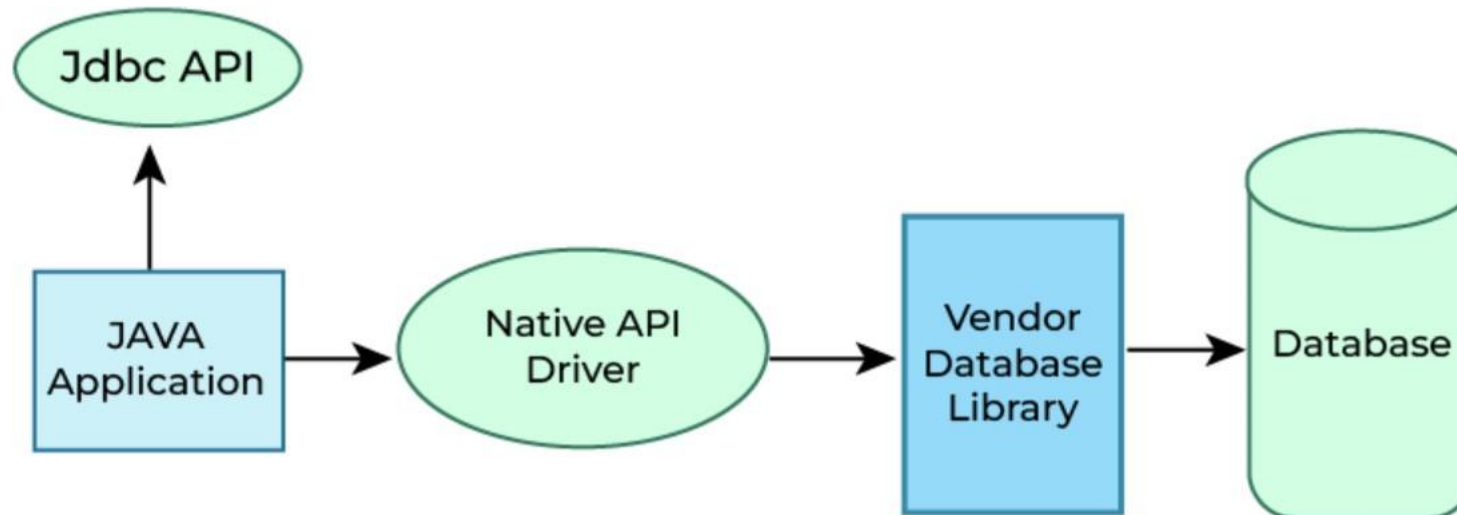 Jdbc API
JAVA
Application
Native API
Driver
Vendor
Database
Library
Database